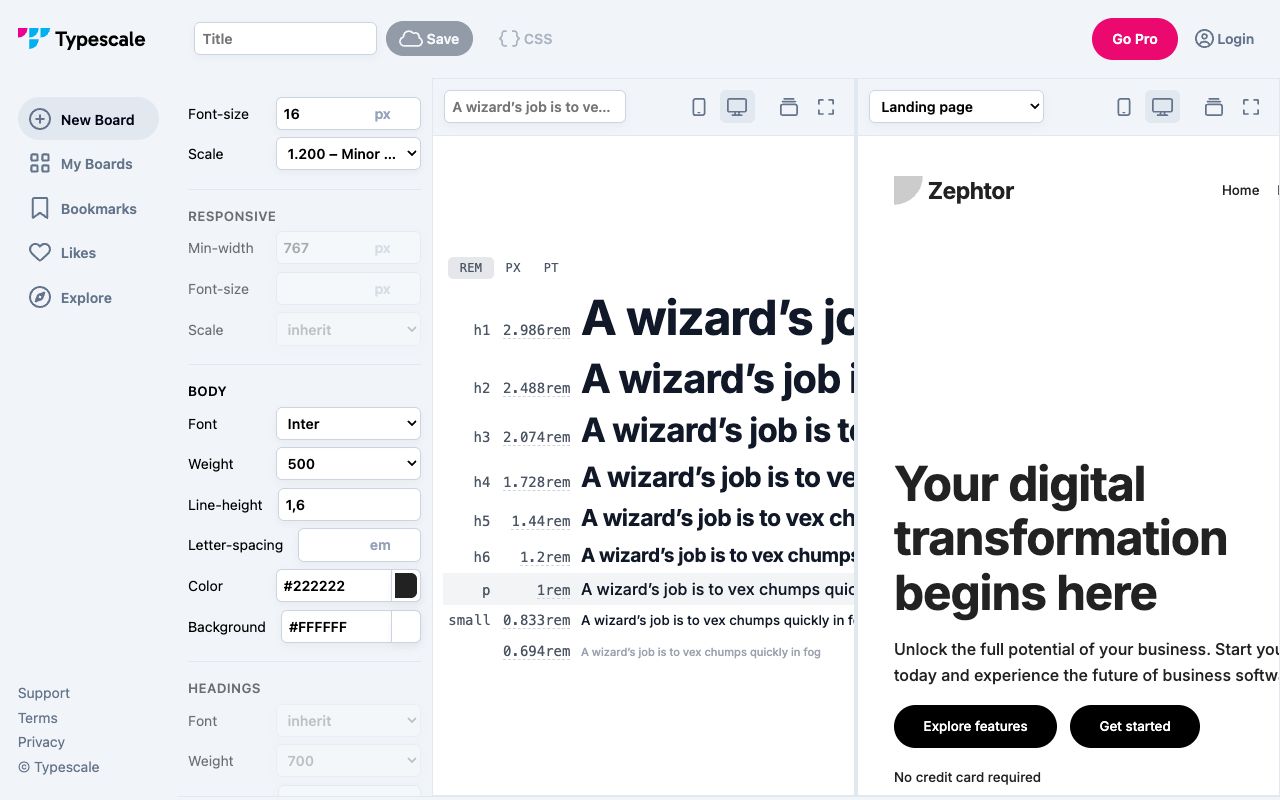 Typescale
Title
Save
CSS
Go Pro
Login
New Board
My Boards
Bookmarks
Likes
Explore
Support
Terms
Privacy
© Typescale
Font-size 16 px
Scale 1.200 – Minor ...
RESPONSIVE
Min-width 767 px
Font-size px
Scale inherit
BODY
Font Inter
Weight 500
Line-height 1,6
Letter-spacing em
Color #222222
Background #FFFFFF
HEADINGS
Font inherit
Weight 700
A wizard’s job is to ve...
REM PX PT
h1 2.986rem A wizard’s jo
h2 2.488rem A wizard’s job i
h3 2.074rem A wizard’s job is to
h4 1.728rem A wizard’s job is to ve
h5 1.44rem A wizard’s job is to vex ch
h6 1.2rem A wizard’s job is to vex chumps
p 1rem A wizard’s job is to vex chumps quic
small 0.833rem A wizard’s job is to vex chumps quickly in f
0.694rem A wizard’s job is to vex chumps quickly in fog
Landing page
Zephtor
Home
Your digital
transformation
begins here
Unlock the full potential of your business. Start you
today and experience the future of business softw
Explore features
Get started
No credit card required